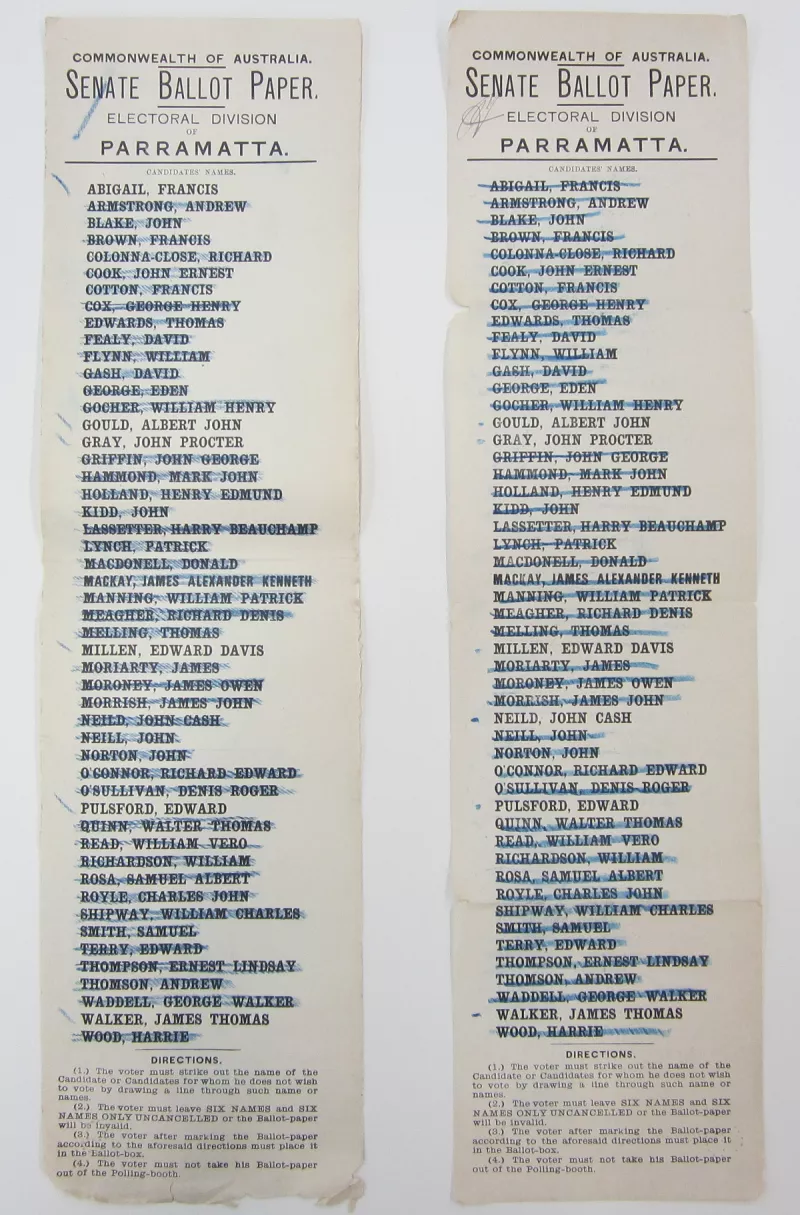 COMMONWEALTH OF AUSTRALIA.
SENATE BALLOT PAPER.
ELECTORAL DIVISION
OF
PARRAMATTA.
CANDIDATES' NAMES.
ABIGAIL, FRANCIS
ARMSTRONG, ANDREW
BLAKE, JOHN
BROWN, FRANCIS
COLONNA-CLOSE, RICHARD
COOK, JOHN ERNEST
COTTON, FRANCIS
COX, GEORGE HENRY
EDWARDS, THOMAS
FEALY, DAVID
FLYNN, WILLIAM
GASH, DAVID
GEORGE, EDEN
GOCHER, WILLIAM HENRY
GOULD, ALBERT JOHN
GRAY, JOHN PROCTER
GRIFFIN, JOHN GEORGE
HAMMOND, MARK JOHN
HOLLAND, HENRY EDMUND
KIDD, JOHN
LASSETTER, HARRY BEAUCHAMP
LYNCH, PATRICK
MACDONELL, DONALD
MACKAY, JAMES ALEXANDER KENNETH
MANNING, WILLIAM PATRICK
MEAGHER, RICHARD DENIS
MELLING, THOMAS
MILLEN, EDWARD DAVIS
MORIARTY, JAMES
MORONEY, JAMES OWEN
MORRISH, JAMES JOHN
NEILD, JOHN CASH
NEILL, JOHN
NORTON, JOHN
O'CONNOR, RICHARD EDWARD
O'SULLIVAN, DENIS ROGER
PULSFORD, EDWARD
QUINN, WALTER THOMAS
READ, WILLIAM VERO
RICHARDSON, WILLIAM
ROSA, SAMUEL ALBERT
ROYLE, CHARLES JOHN
SHIPWAY, WILLIAM CHARLES
SMITH, SAMUEL
TERRY, EDWARD
THOMPSON, ERNEST LINDSAY
THOMSON, ANDREW
WADDELL, GEORGE WALKER
WALKER, JAMES THOMAS
WOOD, HARRIE
DIRECTIONS.
(1.) The voter must strike out the name of the
Candidate or Candidates for whom he does not wish
to vote by drawing a line through such name or
names.
(2.) The voter must leave SIX NAMES and SIX
NAMES ONLY UNCANCELLED or the Ballot-paper
will be invalid.
(3.) The voter after marking the Ballot-paper
according to the aforesaid directions must place it
in the Ballot-box.
(4.) The voter must not take his Ballot-paper
out of the Polling-booth.
COMMONWEALTH OF AUSTRALIA.
SENATE BALLOT PAPER.
ELECTORAL DIVISION
OF
PARRAMATTA.
CANDIDATES' NAMES.
ABIGAIL, FRANCIS
ARMSTRONG, ANDREW
BLAKE, JOHN
BROWN, FRANCIS
COLONNA-CLOSE, RICHARD
COOK, JOHN ERNEST
COTTON, FRANCIS
COX, GEORGE HENRY
EDWARDS, THOMAS
FEALY, DAVID
FLYNN, WILLIAM
GASH, DAVID
GEORGE, EDEN
GOCHER, WILLIAM HENRY
GOULD, ALBERT JOHN
GRAY, JOHN PROCTER
GRIFFIN, JOHN GEORGE
HAMMOND, MARK JOHN
HOLLAND, HENRY EDMUND
KIDD, JOHN
LASSETTER, HARRY BEAUCHAMP
LYNCH, PATRICK
MACDONELL, DONALD
MACKAY, JAMES ALEXANDER KENNETH
MANNING, WILLIAM PATRICK
MEAGHER, RICHARD DENIS
MELLING, THOMAS
MILLEN, EDWARD DAVIS
MORIARTY, JAMES
MORONEY, JAMES OWEN
MORRISH, JAMES JOHN
NEILD, JOHN CASH
NEILL, JOHN
NORTON, JOHN
O'CONNOR, RICHARD EDWARD
O'SULLIVAN, DENIS ROGER
PULSFORD, EDWARD
QUINN, WALTER THOMAS
READ, WILLIAM VERO
RICHARDSON, WILLIAM
ROSA, SAMUEL ALBERT
ROYLE, CHARLES JOHN
SHIPWAY, WILLIAM CHARLES
SMITH, SAMUEL
TERRY, EDWARD
THOMPSON, ERNEST LINDSAY
THOMSON, ANDREW
WADDELL, GEORGE WALKER
WALKER, JAMES THOMAS
WOOD, HARRIE
DIRECTIONS.
(1.) The voter must strike out the name of the
Candidate or Candidates for whom he does not wish
to vote by drawing a line through such name or
names.
(2.) The voter must leave SIX NAMES and SIX
NAMES ONLY UNCANCELLED or the Ballot-paper
will be invalid.
(3.) The voter after marking the Ballot-paper
according to the aforesaid directions must place it
in the Ballot-box.
(4.) The voter must not take his Ballot-paper
out of the Polling-booth.